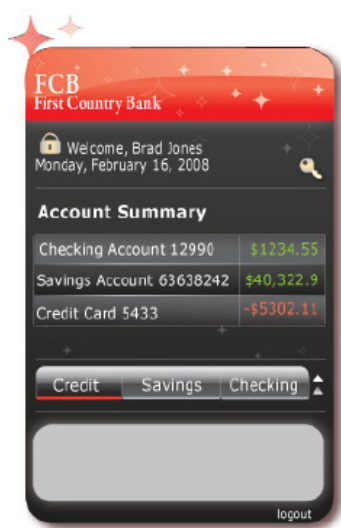 FCB
First Country Bank
Welcome, Brad Jones
Monday, February 16, 2008
Account Summary
Checking Account 12990 $1234.55
Savings Account 63638242 $40,322.9
Credit Card 5433 -$5302.11
Credit Savings Checking
logout